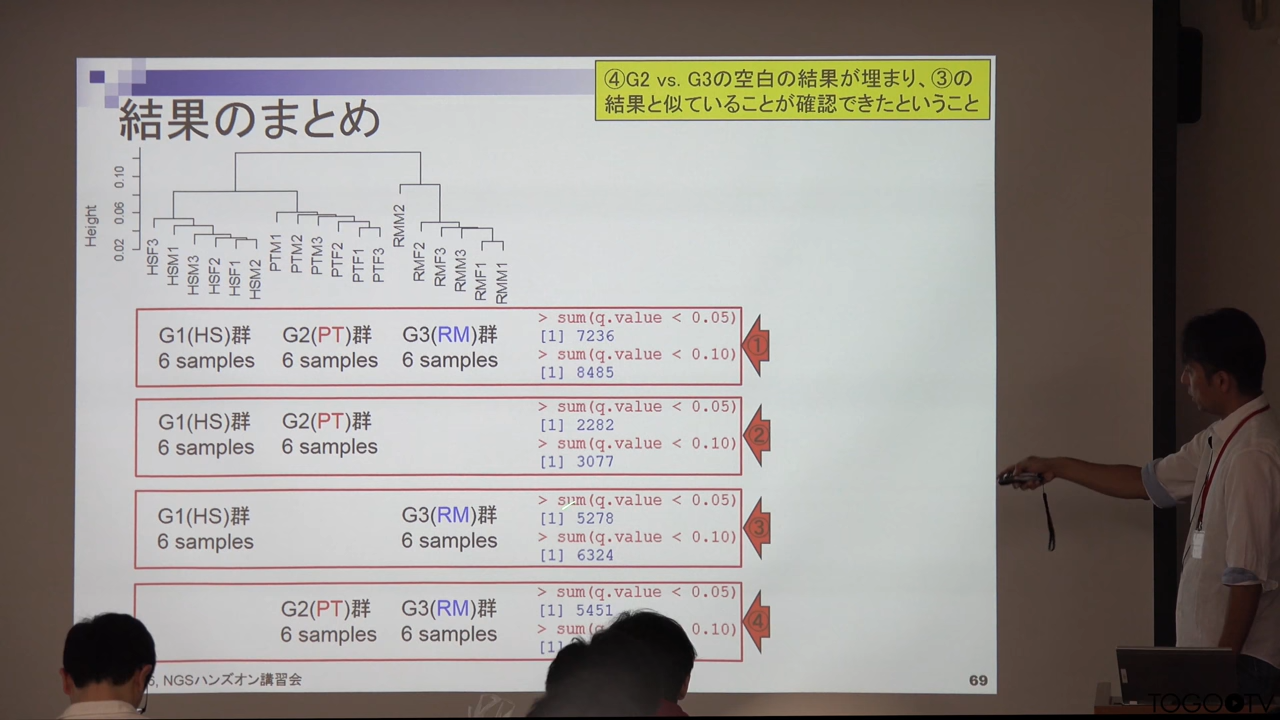 ④G2 vs. G3の空白の結果が埋まり、③の
結果と似ていることが確認できたということ
結果のまとめ
Height
0.02 0.06 0.10
HSF3
HSM1
HSM3
HSF2
HSF1
HSM2
PTM1
PTM2
PTM3
PTF2
PTF1
PTF3
RMM2
RMF2
RMF3
RMM3
RMF1
RMM1
G1(HS)群 G2(PT)群 G3(RM)群
6 samples 6 samples 6 samples
> sum(q.value < 0.05)
[1] 7236
> sum(q.value < 0.10)
[1] 8485
①
G1(HS)群 G2(PT)群
6 samples 6 samples
> sum(q.value < 0.05)
[1] 2282
> sum(q.value < 0.10)
[1] 3077
②
G1(HS)群 G3(RM)群
6 samples 6 samples
> sum(q.value < 0.05)
[1] 5278
> sum(q.value < 0.10)
[1] 6324
③
G2(PT)群 G3(RM)群
6 samples 6 samples
> sum(q.value < 0.05)
[1] 5451
> sum(q 0.10)
[1]
④
, NGSハンズオン講習会
69
TOGOTV